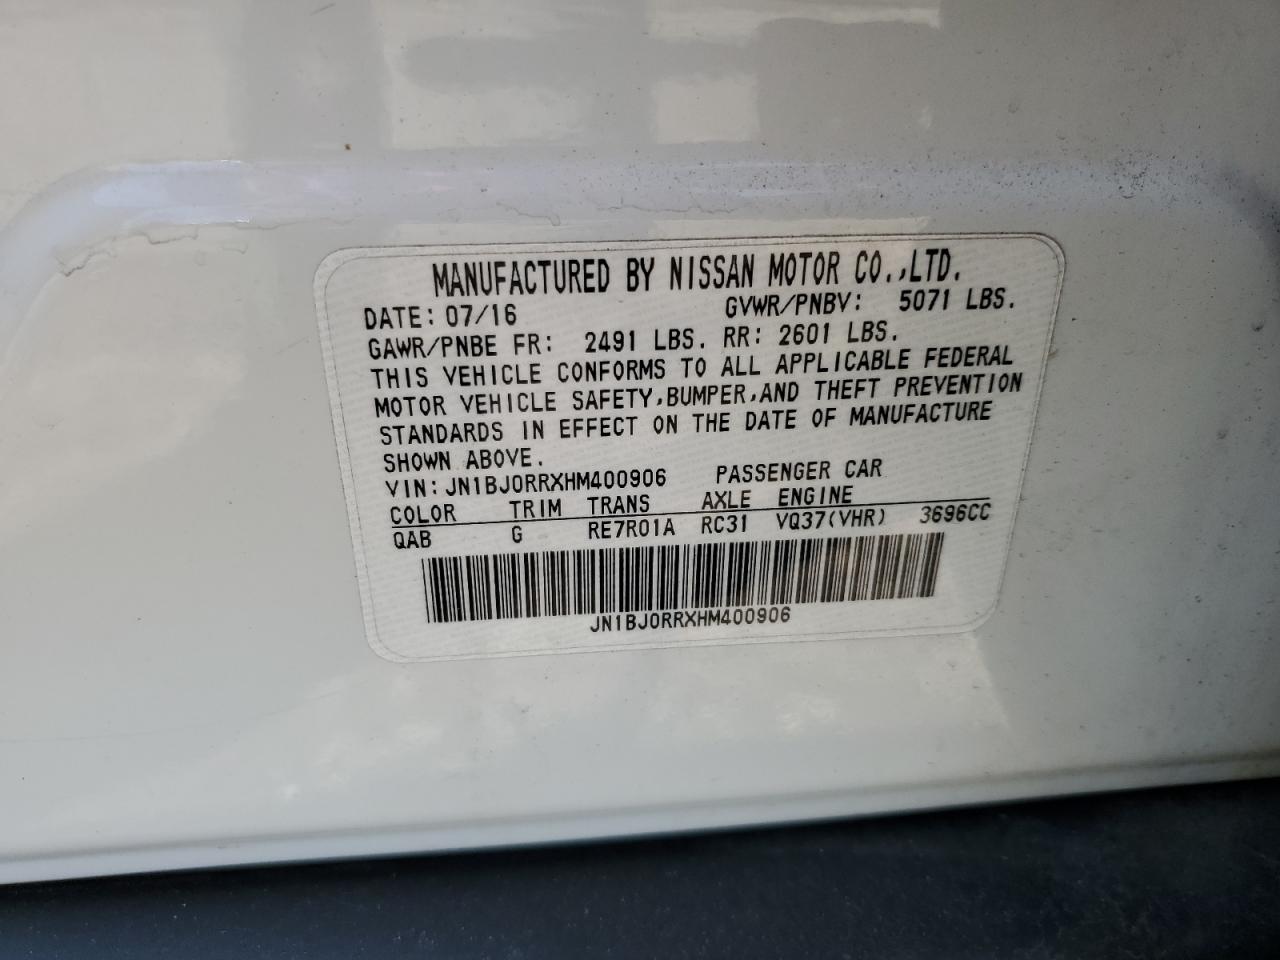 MANUFACTURED BY NISSAN MOTOR CO.,LTD.
DATE: 07/16 GVWR/PNBV: 5071 LBS.
GAWR/PNBE FR: 2491 LBS. RR: 2601 LBS.
THIS VEHICLE CONFORMS TO ALL APPLICABLE FEDERAL
MOTOR VEHICLE SAFETY,BUMPER,AND THEFT PREVENTION
STANDARDS IN EFFECT ON THE DATE OF MANUFACTURE
SHOWN ABOVE.
VIN: JN1BJ0RRXHM400906 PASSENGER CAR
COLOR TRIM TRANS AXLE ENGINE
QAB G RE7R01A RC31 VQ37(VHR) 3696CC
JN1BJ0RRXHM400906